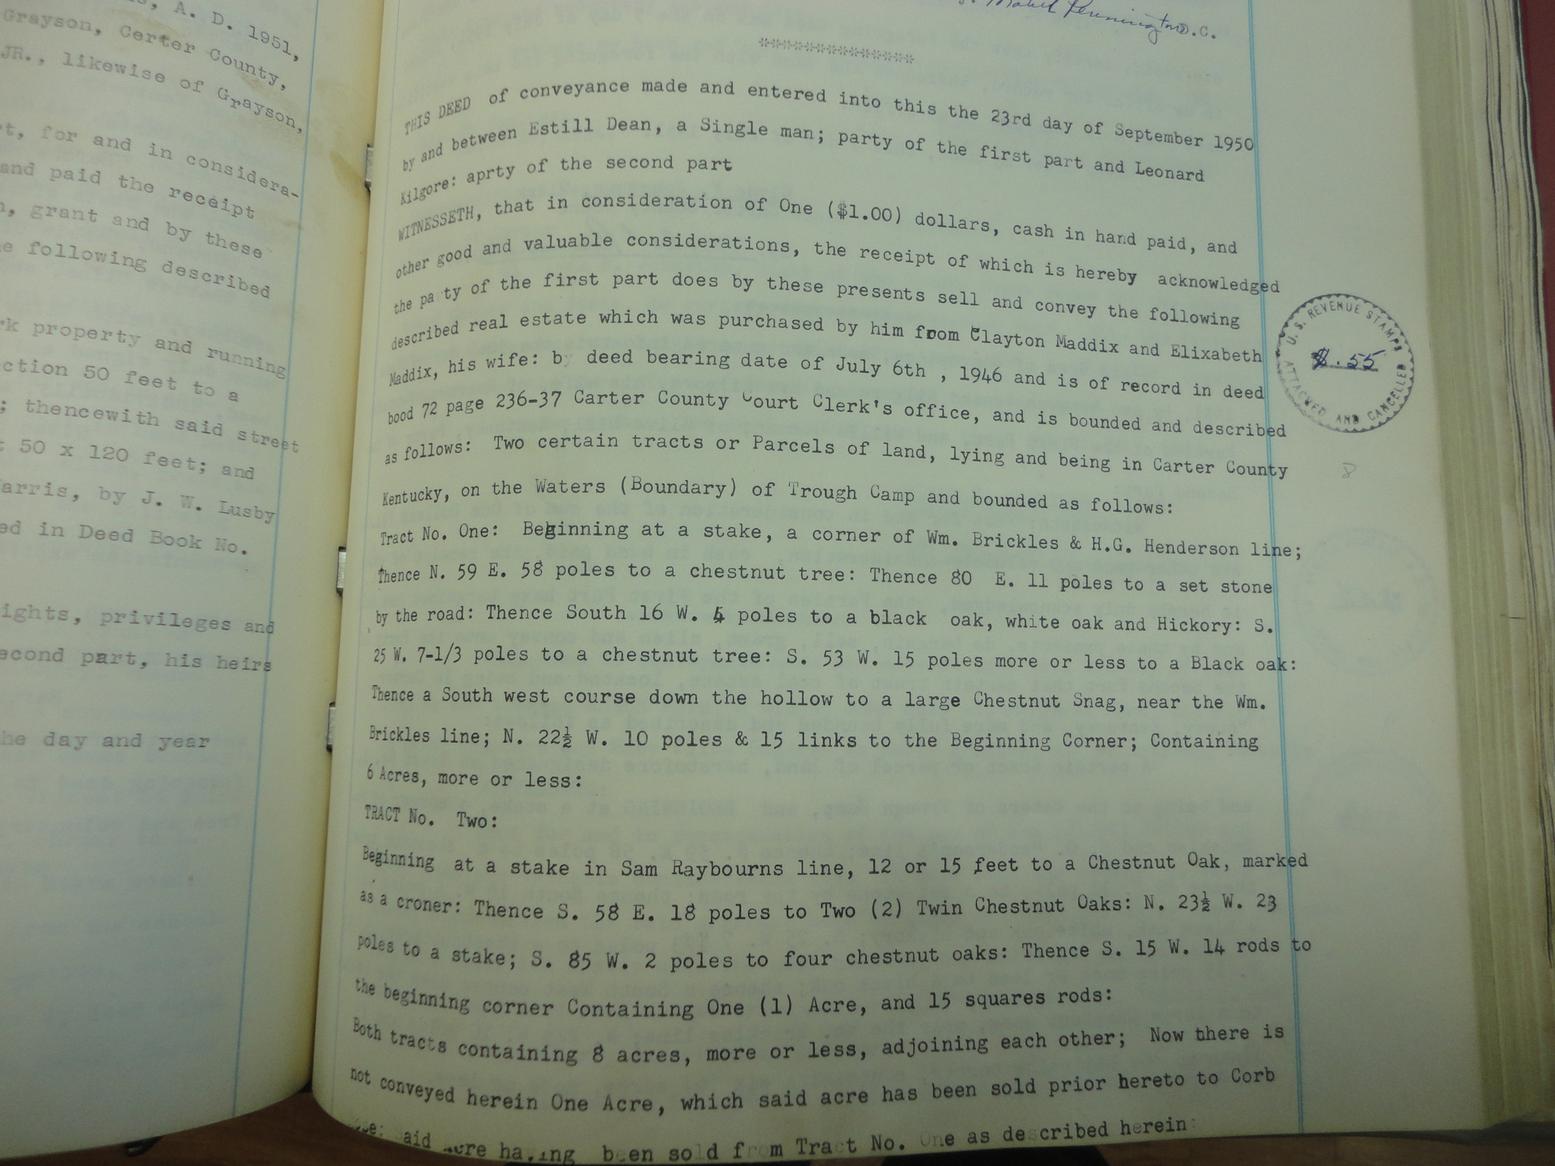 A. D. 1951,
Grayson, Certer County,
JR., likewise of Grayson,
t, for and in considera-
and paid the receipt
, grant and by these
e following described
rk property and running
ction 50 feet to a
; thencewith said street
t 50 x 120 feet; and
arris, by J. W. Lusby
ed in Deed Book No.
ights, privileges and
econd part, his heirs
he day and year
Mabel Pennington D.C.
THIS DEED of conveyance made and entered into this the 23rd day of September 1950
by and between Estill Dean, a Single man; party of the first part and Leonard
Kilgore: aprty of the second part
WITNESSETH, that in consideration of One ($1.00) dollars, cash in hand paid, and
other good and valuable considerations, the receipt of which is hereby acknowledged
the pa ty of the first part does by these presents sell and convey the following
described real estate which was purchased by him from Clayton Maddix and Elixabeth
Maddix, his wife: by deed bearing date of July 6th , 1946 and is of record in deed
bood 72 page 236-37 Carter County Court Clerk's office, and is bounded and described
as follows: Two certain tracts or Parcels of land, lying and being in Carter County
Kentucky, on the Waters (Boundary) of Trough Camp and bounded as follows:
Tract No. One: Beginning at a stake, a corner of Wm. Brickles & H.G. Henderson line;
Thence N. 59 E. 58 poles to a chestnut tree: Thence 80 E. 11 poles to a set stone
by the road: Thence South 16 W. 4 poles to a black oak, white oak and Hickory: S.
25 W. 7-1/3 poles to a chestnut tree: S. 53 W. 15 poles more or less to a Black oak:
Thence a South west course down the hollow to a large Chestnut Snag, near the Wm.
Brickles line; N. 22½ W. 10 poles & 15 links to the Beginning Corner; Containing
6 Acres, more or less:
TRACT No. Two:
Beginning at a stake in Sam Raybourns line, 12 or 15 feet to a Chestnut Oak, marked
as a croner: Thence S. 58 E. 18 poles to Two (2) Twin Chestnut Oaks: N. 23½ W. 23
poles to a stake; S. 85 W. 2 poles to four chestnut oaks: Thence S. 15 W. 14 rods to
the beginning corner Containing One (1) Acre, and 15 squares rods:
Both tracts containing 8 acres, more or less, adjoining each other; Now there is
not conveyed herein One Acre, which said acre has been sold prior hereto to Corb
said acre having been sold from Tract No. One as described herein
U.S. REVENUE STAMPS
$.55
ATTACHED AND CANCELLED
8